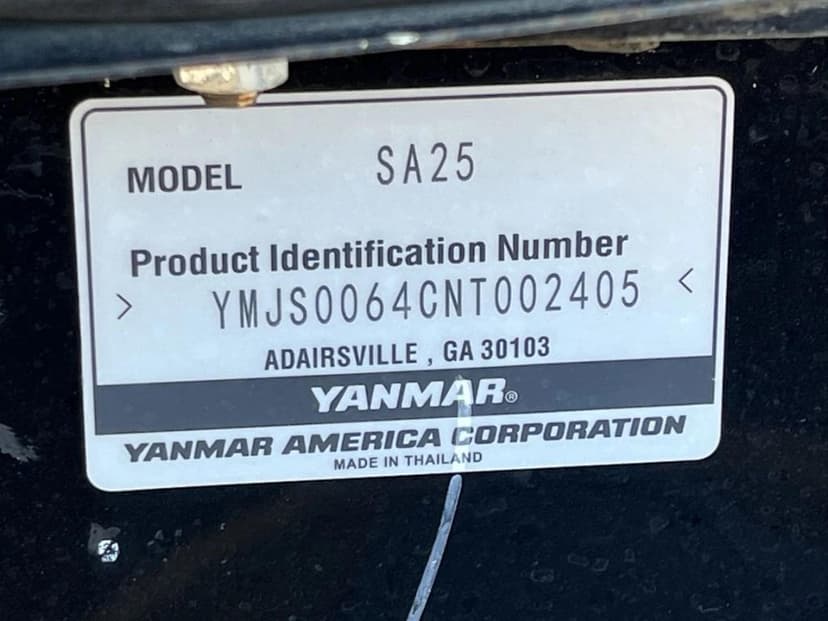 MODEL SA25
Product Identification Number
> YMJS0064CNT002405 <
ADAIRSVILLE , GA 30103
YANMAR®
YANMAR AMERICA CORPORATION
MADE IN THAILAND